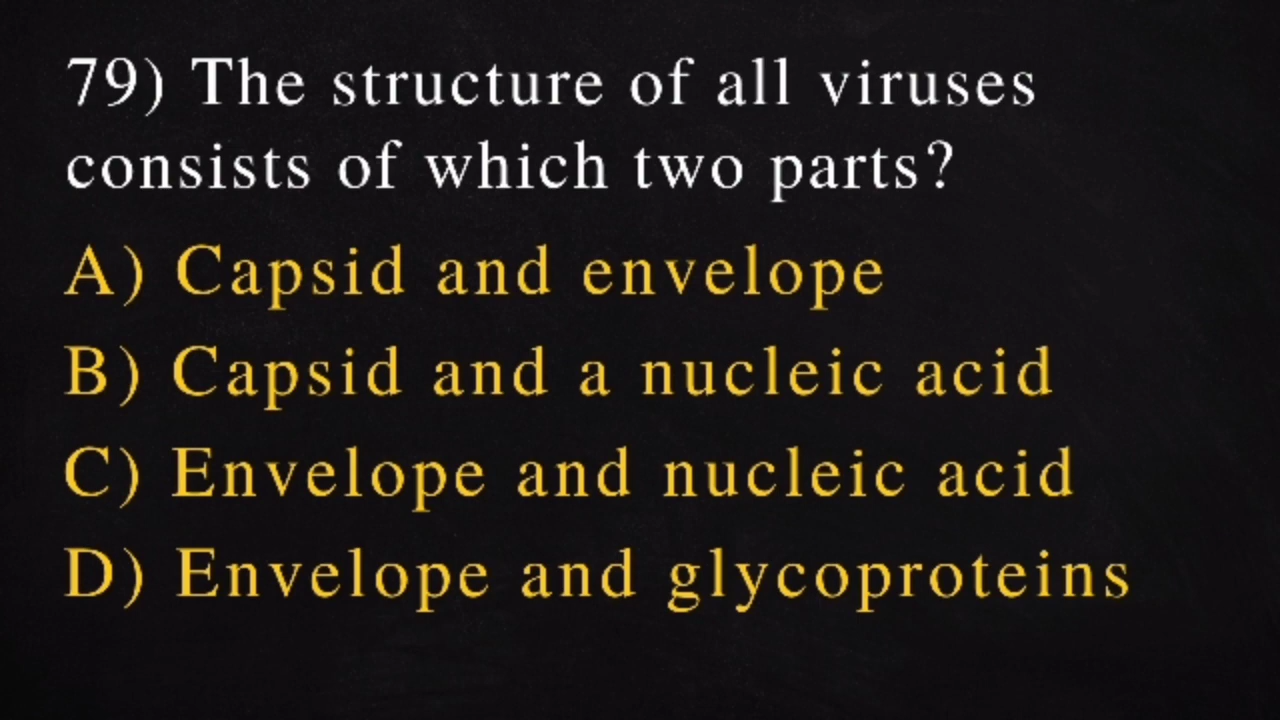 79) The structure of all viruses
consists of which two parts?
A) Capsid and envelope
B) Capsid and a nucleic acid
C) Envelope and nucleic acid
D) Envelope and glycoproteins